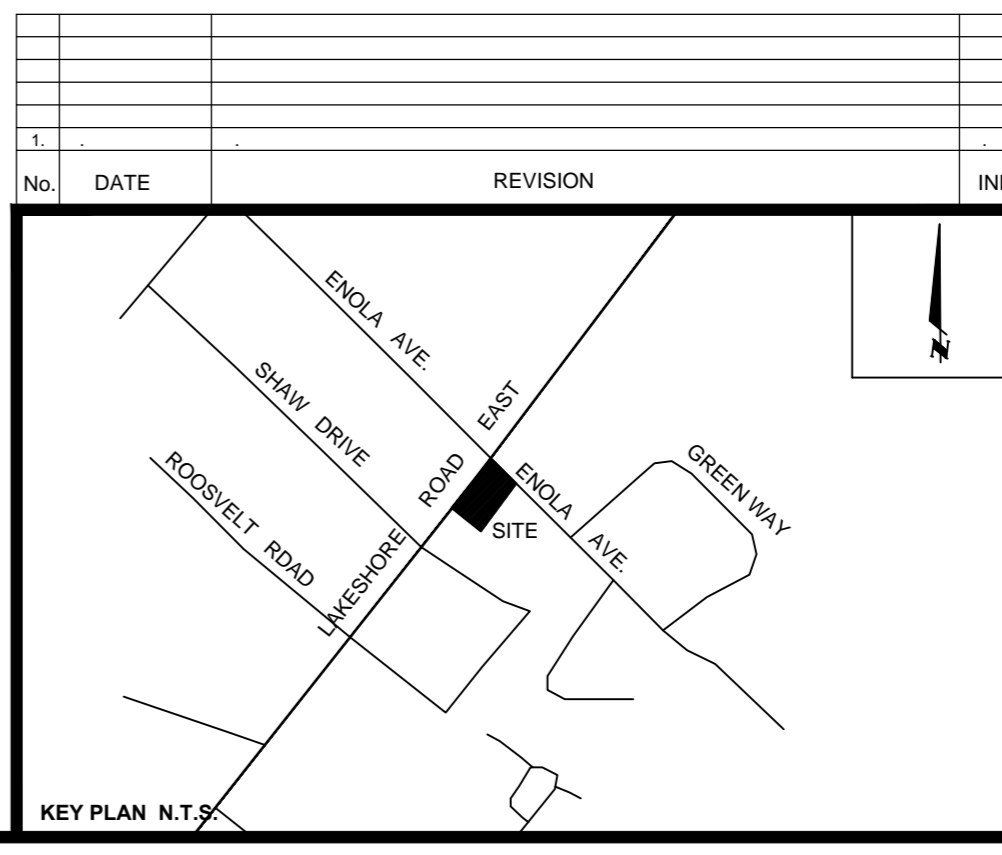 1. . . .
No. DATE REVISION INI
ENOLA AVE.
SHAW DRIVE
ROOSVELT RDAD
LAKESHORE ROAD EAST
ENOLA AVE.
GREEN WAY
SITE
N
KEY PLAN N.T.S.